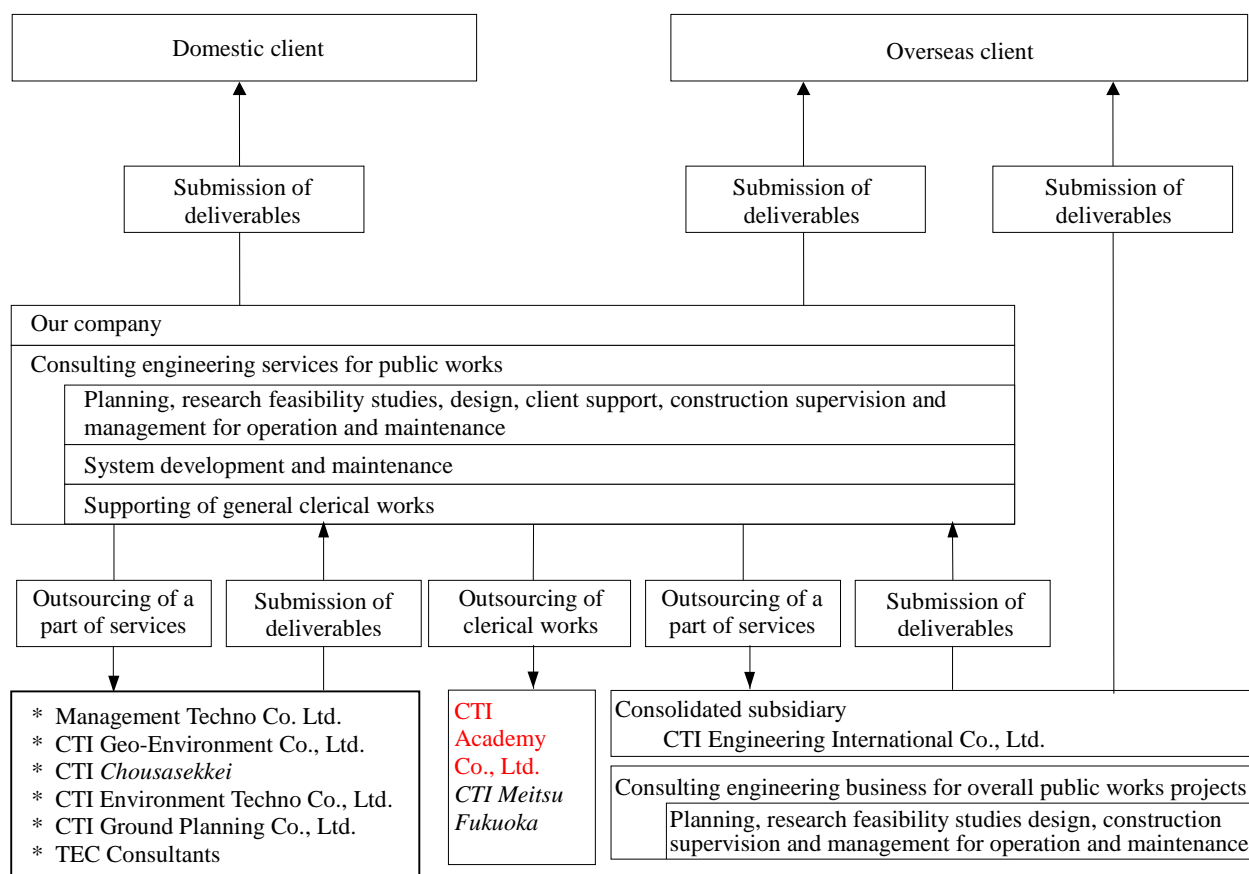 Domestic client
Overseas client
Submission of
deliverables
Submission of
deliverables
Submission of
deliverables
Our company
Consulting engineering services for public works
Planning, research feasibility studies, design, client support, construction supervision and
management for operation and maintenance
System development and maintenance
Supporting of general clerical works
Outsourcing of a
part of services
Submission of
deliverables
Outsourcing of
clerical works
Outsourcing of a
part of services
Submission of
deliverables
* Management Techno Co. Ltd.
* CTI Geo-Environment Co., Ltd.
* CTI Chousasekkei
* CTI Environment Techno Co., Ltd.
* CTI Ground Planning Co., Ltd.
* TEC Consultants
CTI
Academy
Co., Ltd.
CTI Meitsu
Fukuoka
Consolidated subsidiary
CTI Engineering International Co., Ltd.
Consulting engineering business for overall public works projects
Planning, research feasibility studies design, construction
supervision and management for operation and maintenance